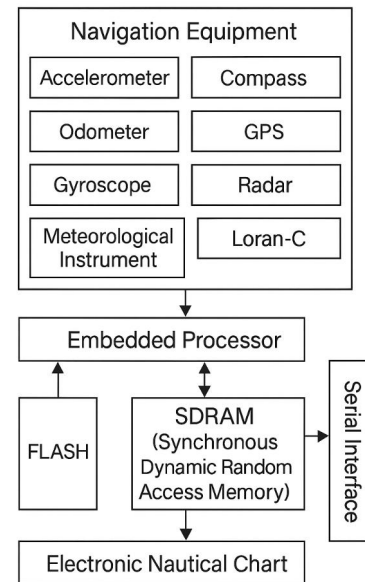 Navigation Equipment
Accelerometer
Compass
Odometer
GPS
Gyroscope
Radar
Meteorological
Instrument
Loran-C
Embedded Processor
FLASH
SDRAM
(Synchronous
Dynamic Random
Access Memory)
Serial Interface
Electronic Nautical Chart